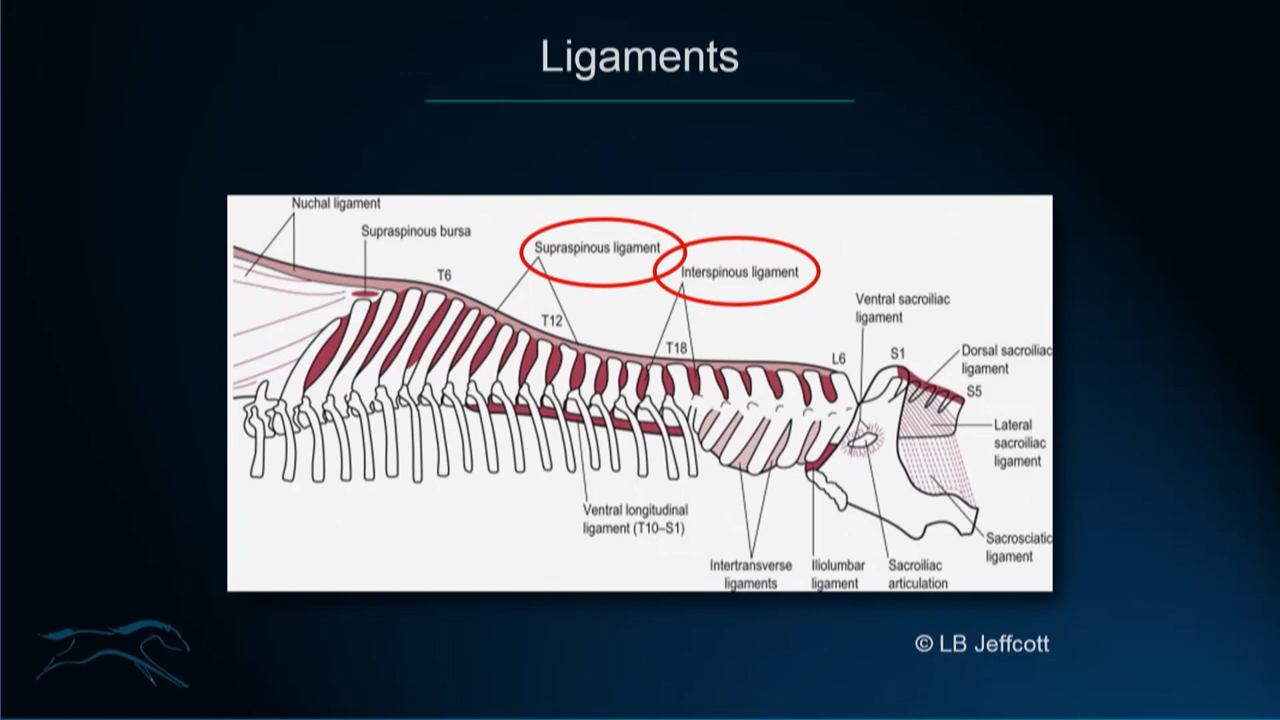 Ligaments
Nuchal ligament
Supraspinous bursa
T6
Supraspinous ligament
Interspinous ligament
T12
T18
Ventral sacroiliac
ligament
L6
S1
Dorsal sacroiliac
ligament
S5
Lateral
sacroiliac
ligament
Ventral longitudinal
ligament (T10–S1)
Sacrosciatic
ligament
Intertransverse
ligaments
Iliolumbar
ligament
Sacroiliac
articulation
© LB Jeffcott